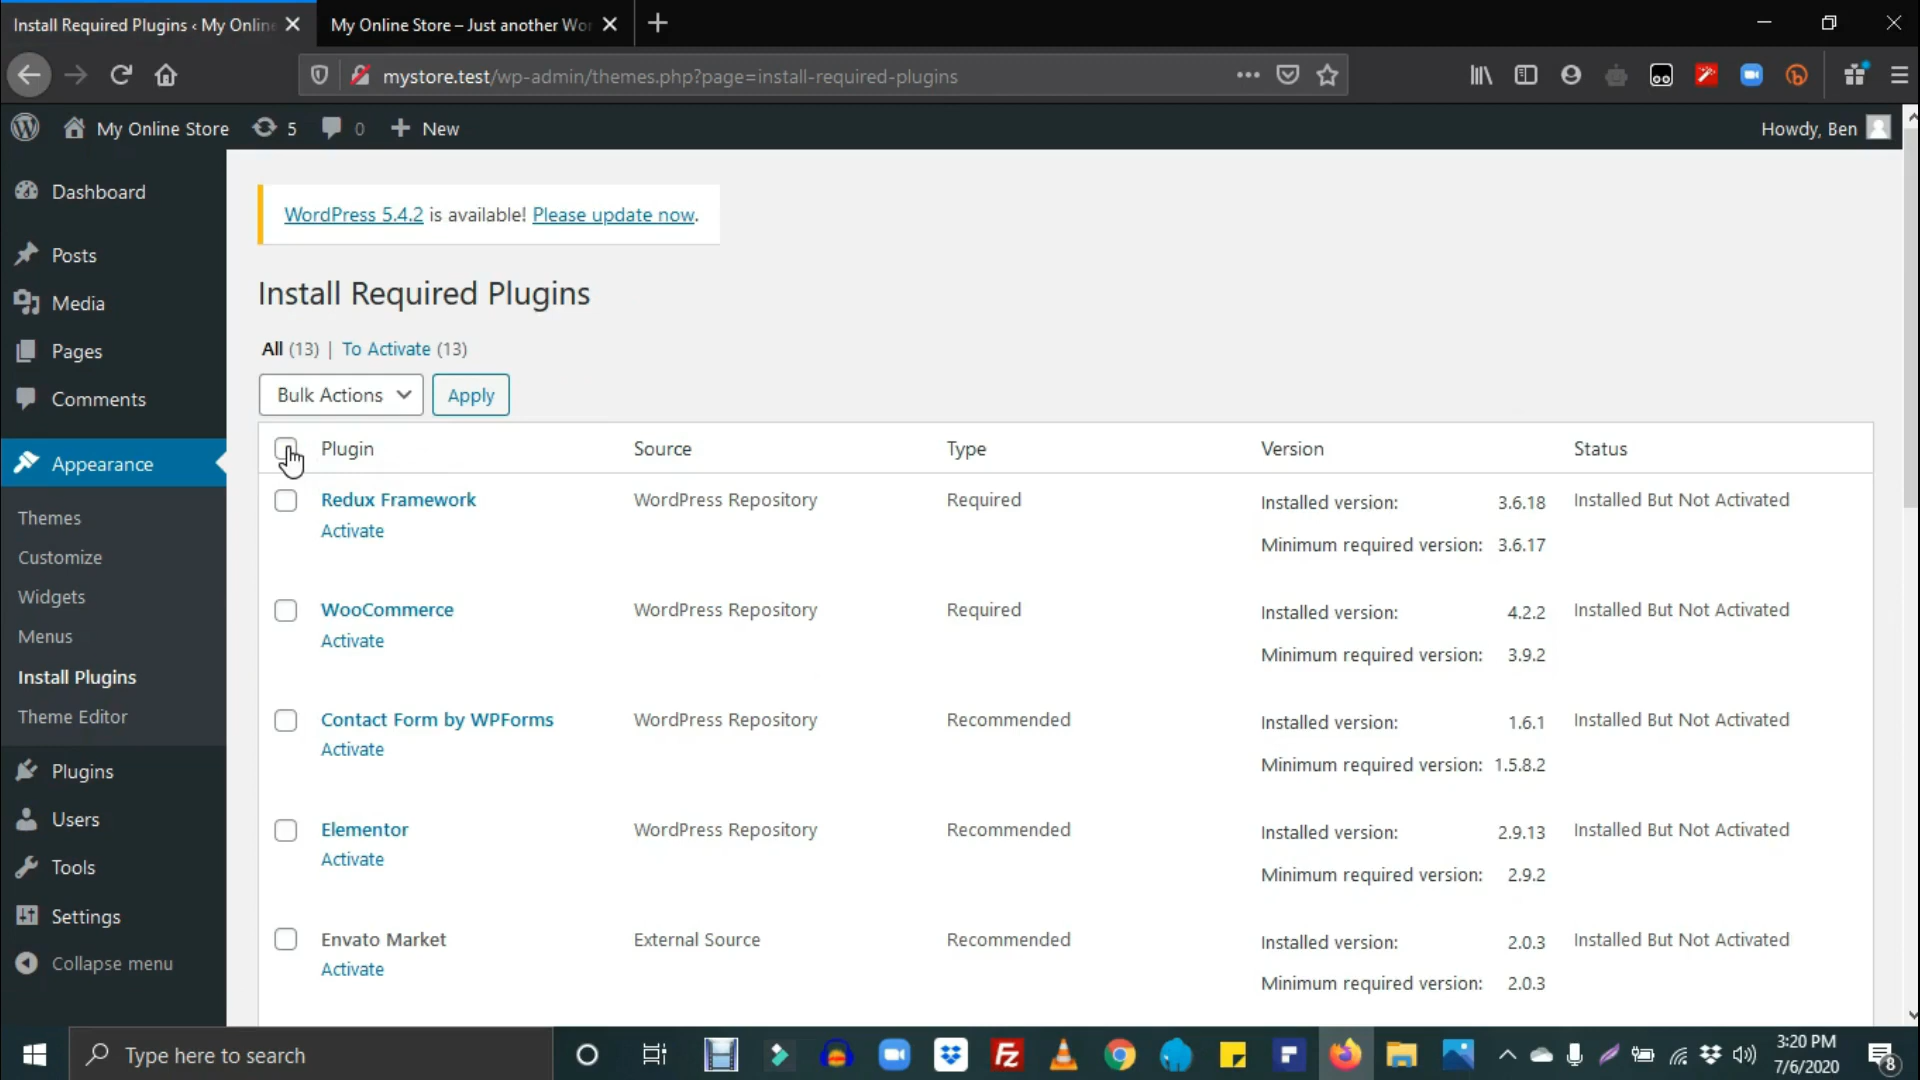 Install Required Plugins ‹ My Online
My Online Store – Just another Wor
mystore.test/wp-admin/themes.php?page=install-required-plugins
My Online Store 5 0 New
Howdy, Ben
Dashboard
Posts
Media
Pages
Comments
Appearance
Themes
Customize
Widgets
Menus
Install Plugins
Theme Editor
Plugins
Users
Tools
Settings
Collapse menu
WordPress 5.4.2 is available! Please update now.
Install Required Plugins
All (13) | To Activate (13)
Bulk Actions Apply
Plugin Source Type Version Status
Redux Framework WordPress Repository Required Installed version: 3.6.18 Installed But Not Activated
Activate Minimum required version: 3.6.17
WooCommerce WordPress Repository Required Installed version: 4.2.2 Installed But Not Activated
Activate Minimum required version: 3.9.2
Contact Form by WPForms WordPress Repository Recommended Installed version: 1.6.1 Installed But Not Activated
Activate Minimum required version: 1.5.8.2
Elementor WordPress Repository Recommended Installed version: 2.9.13 Installed But Not Activated
Activate Minimum required version: 2.9.2
Envato Market External Source Recommended Installed version: 2.0.3 Installed But Not Activated
Activate Minimum required version: 2.0.3
Type here to search
3:20 PM
7/6/2020
8